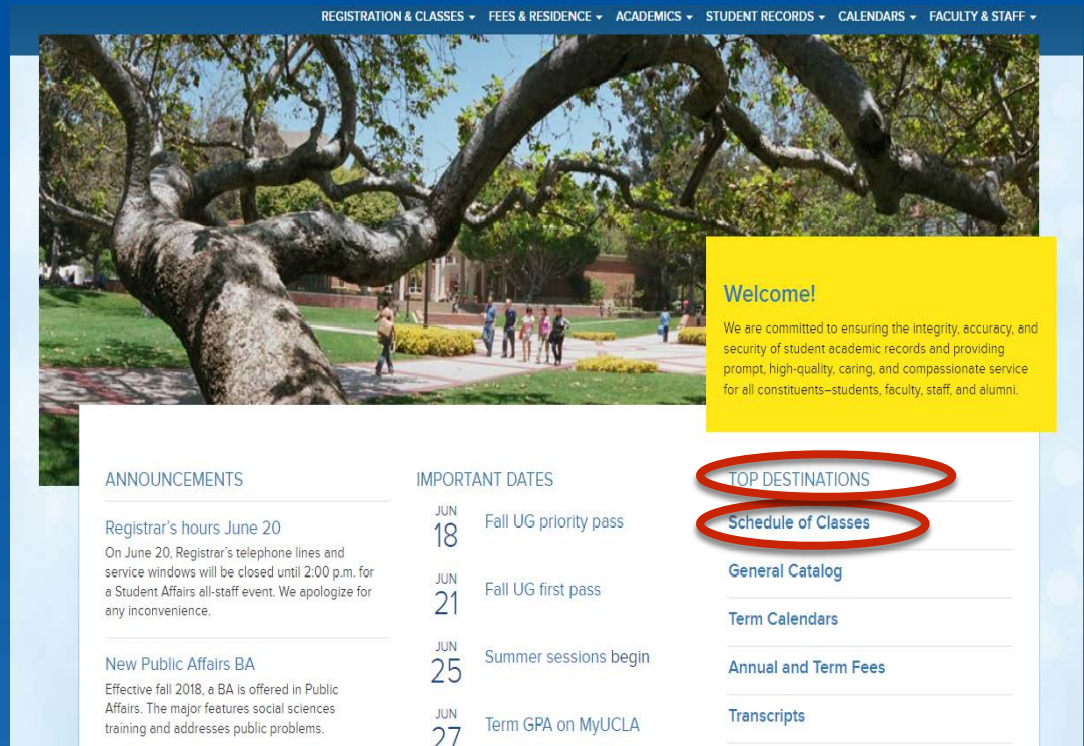 REGISTRATION & CLASSES FEES & RESIDENCE ACADEMICS STUDENT RECORDS CALENDARS FACULTY & STAFF
Welcome!
We are committed to ensuring the integrity, accuracy, and
security of student academic records and providing
prompt, high-quality, caring, and compassionate service
for all constituents–students, faculty, staff, and alumni.
ANNOUNCEMENTS
Registrar's hours June 20
On June 20, Registrar's telephone lines and
service windows will be closed until 2:00 p.m. for
a Student Affairs all-staff event. We apologize for
any inconvenience.
New Public Affairs BA
Effective fall 2018, a BA is offered in Public
Affairs. The major features social sciences
training and addresses public problems.
IMPORTANT DATES
JUN
18
Fall UG priority pass
JUN
21
Fall UG first pass
JUN
25
Summer sessions begin
JUN
27
Term GPA on MyUCLA
TOP DESTINATIONS
Schedule of Classes
General Catalog
Term Calendars
Annual and Term Fees
Transcripts